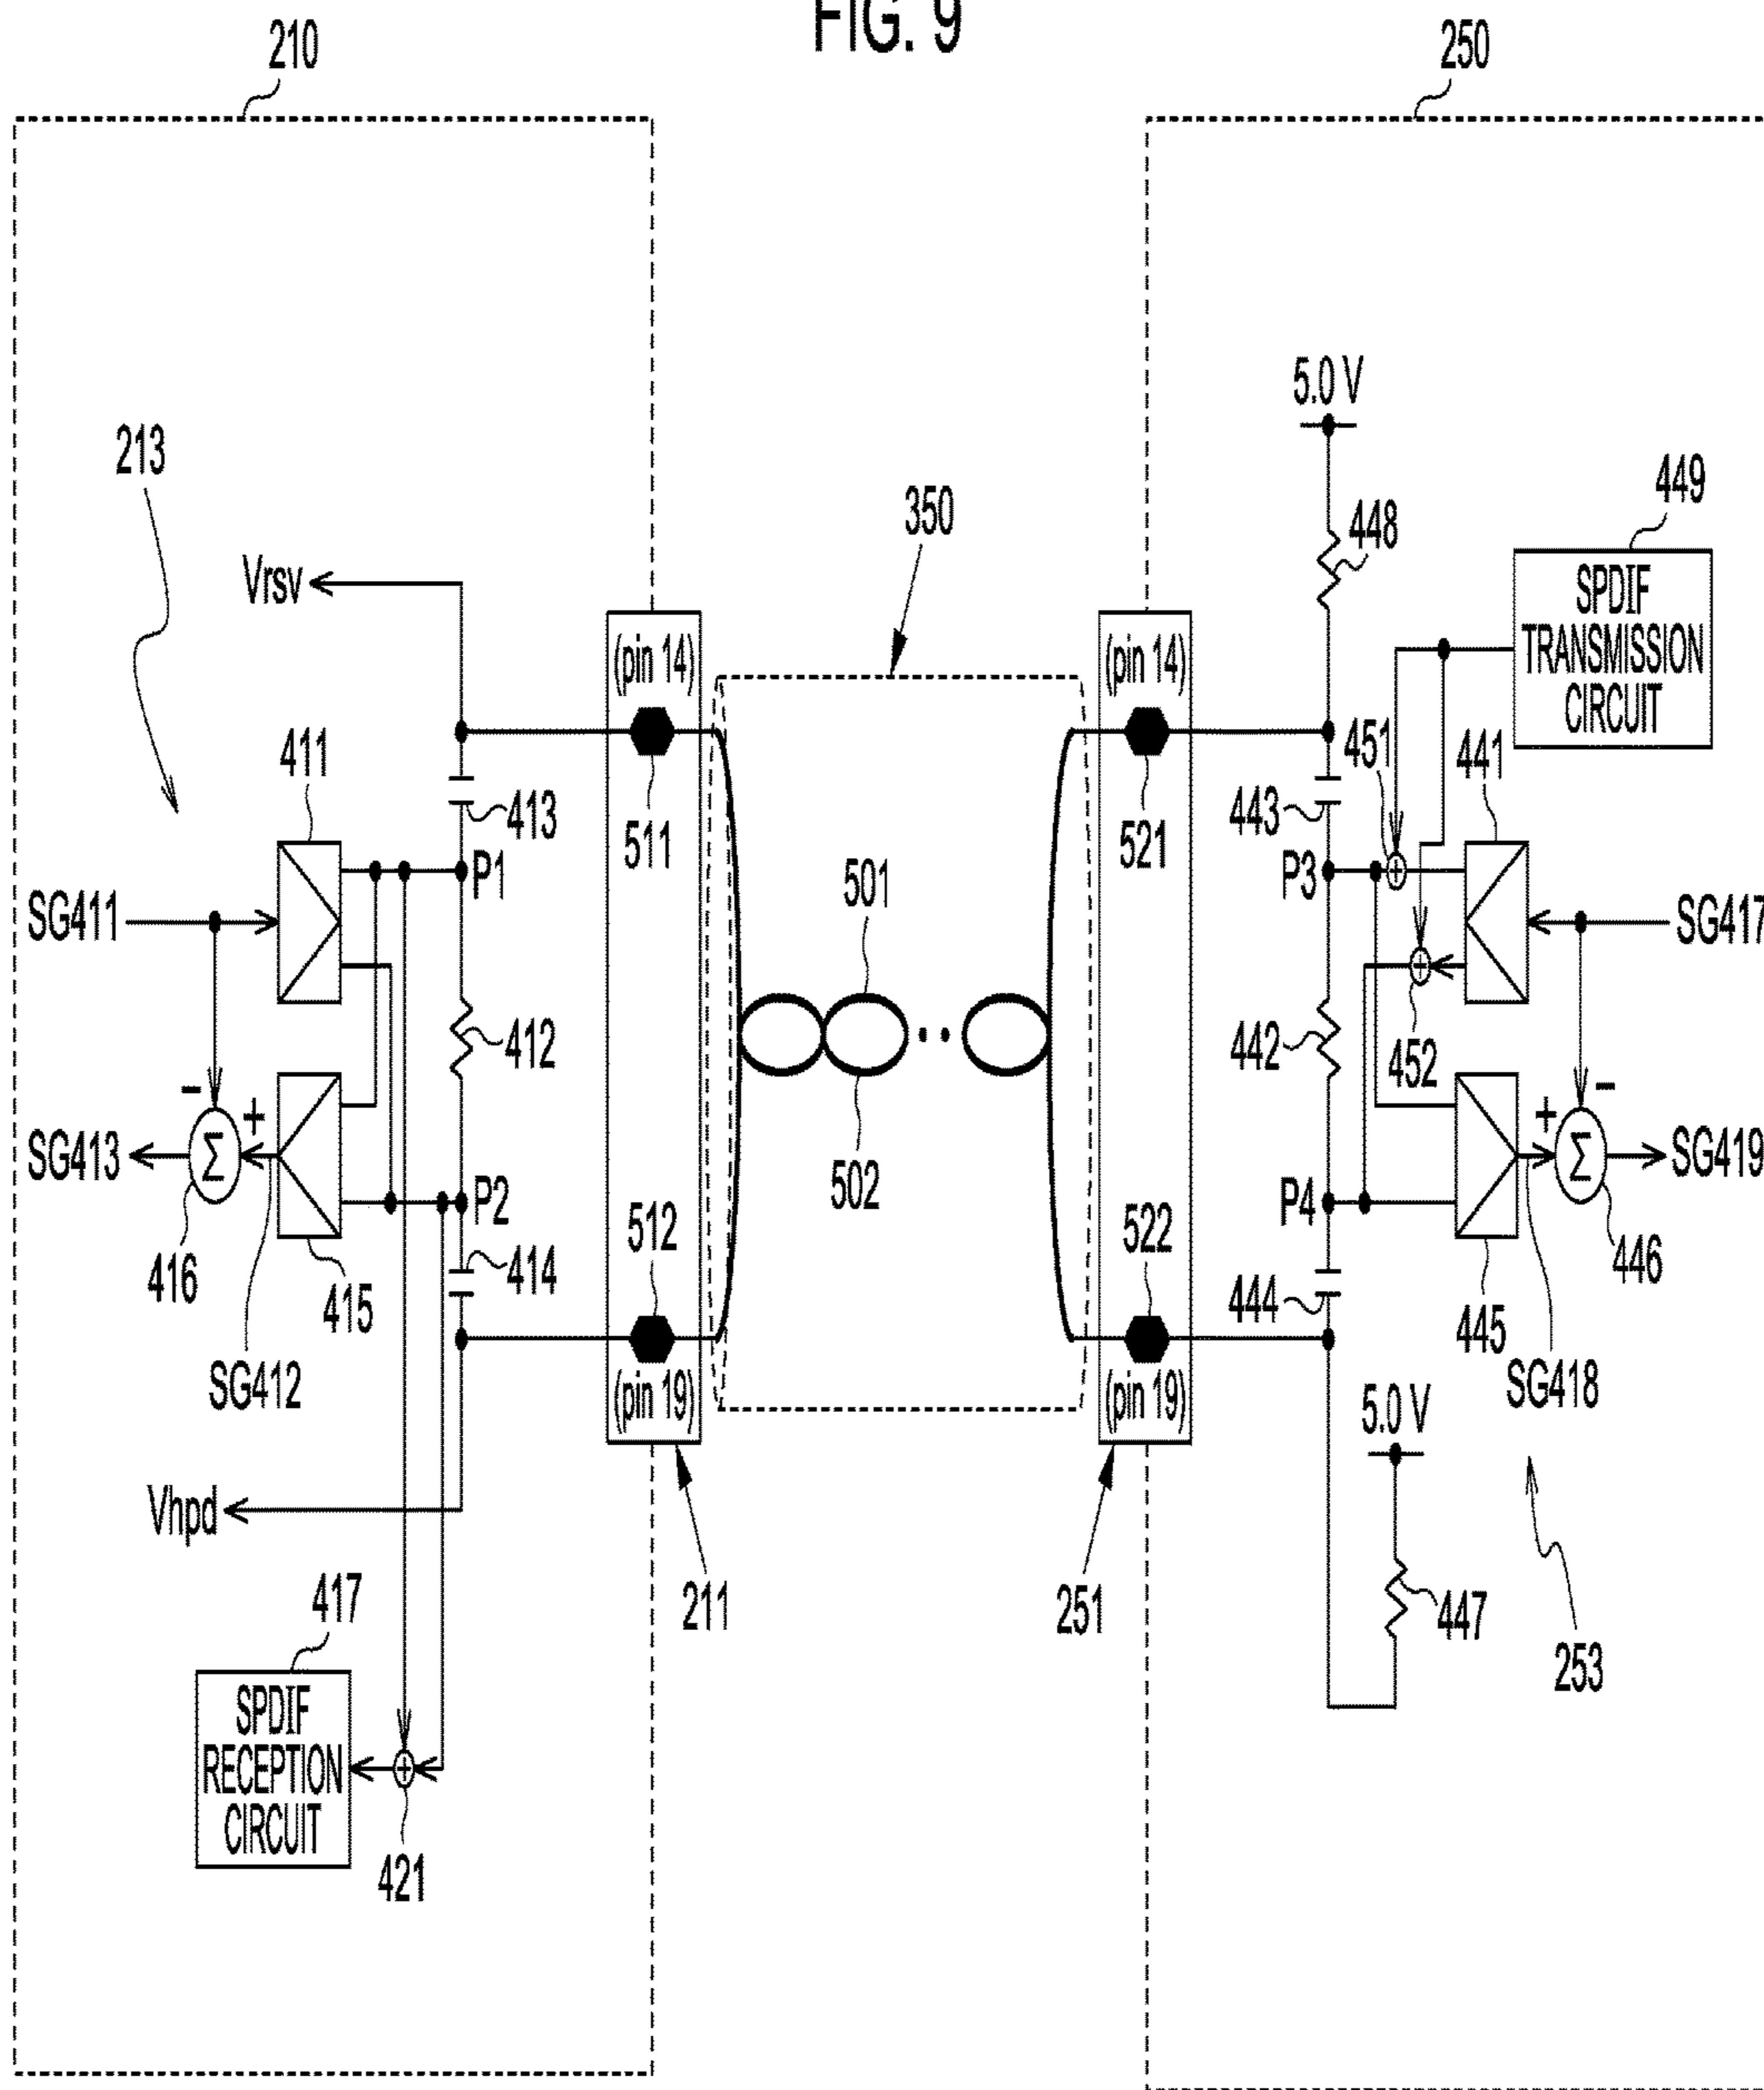 FIG. 9
210
250
5.0 V
213
449
350
448
Vrsv
SPDIF
TRANSMISSION
CIRCUIT
(pin 14)
(pin 14)
451
441
411
413
511
521
443
P1
P3
501
SG411
SG417
412
442
452
-
+
+
-
SG413
Σ
502
Σ
SG419
P2
512
522
P4
416
415
414
444
445
446
SG412
(pin 19)
(pin 19)
SG418
5.0 V
Vhpd
417
211
251
447
253
SPDIF
RECEPTION
CIRCUIT
421